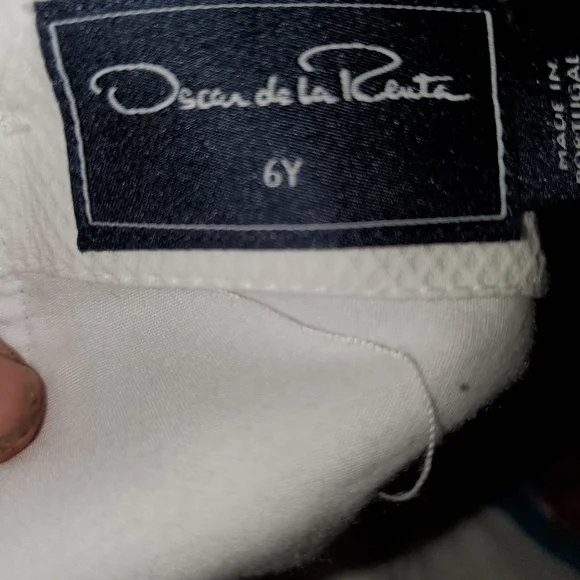 Oscar de la Renta
6Y
MADE IN
PORTUGAL